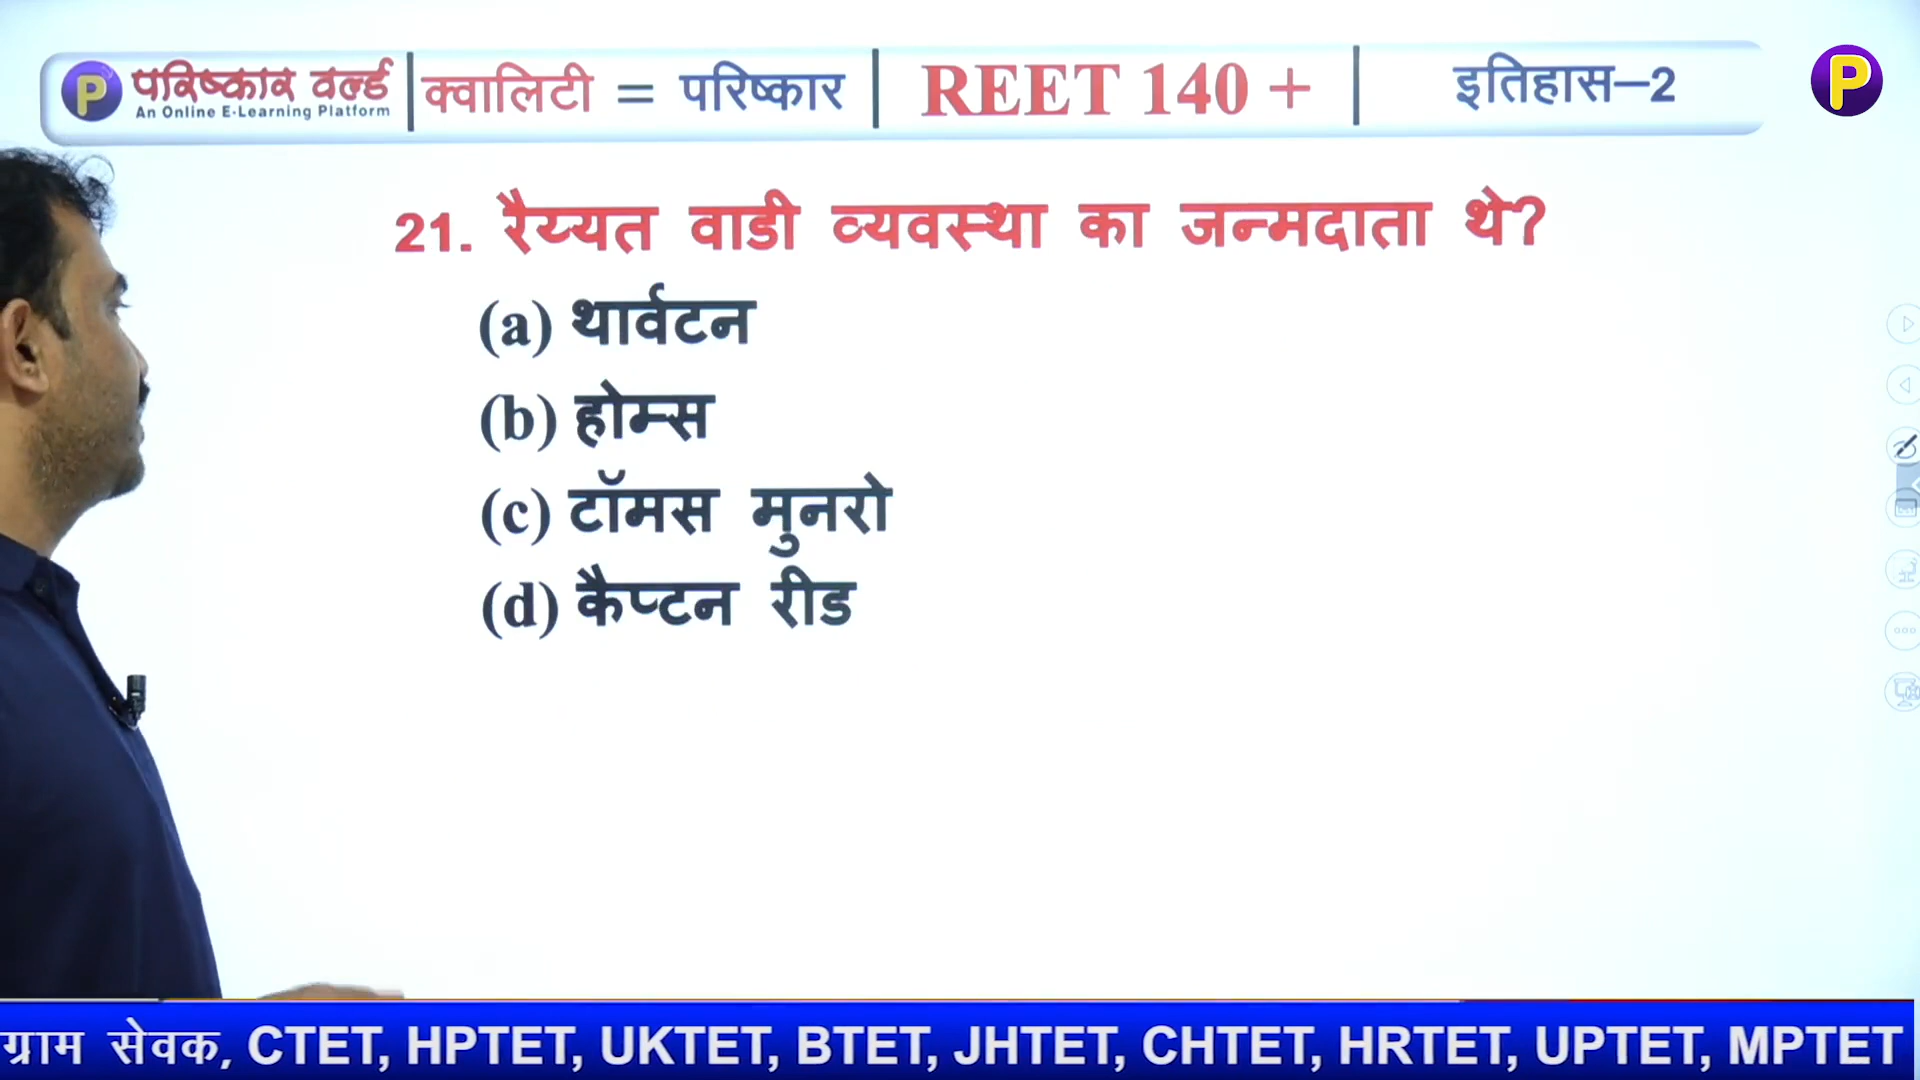 P परिष्कार वर्ल्ड
An Online E-Learning Platform
क्वालिटी = परिष्कार
REET 140 +
इतिहास–2
P
21. रैय्यत वाडी व्यवस्था का जन्मदाता थे?
(a) थार्वटन
(b) होम्स
(c) टॉमस मुनरो
(d) कैप्टन रीड
ग्राम सेवक, CTET, HPTET, UKTET, BTET, JHTET, CHTET, HRTET, UPTET, MPTET